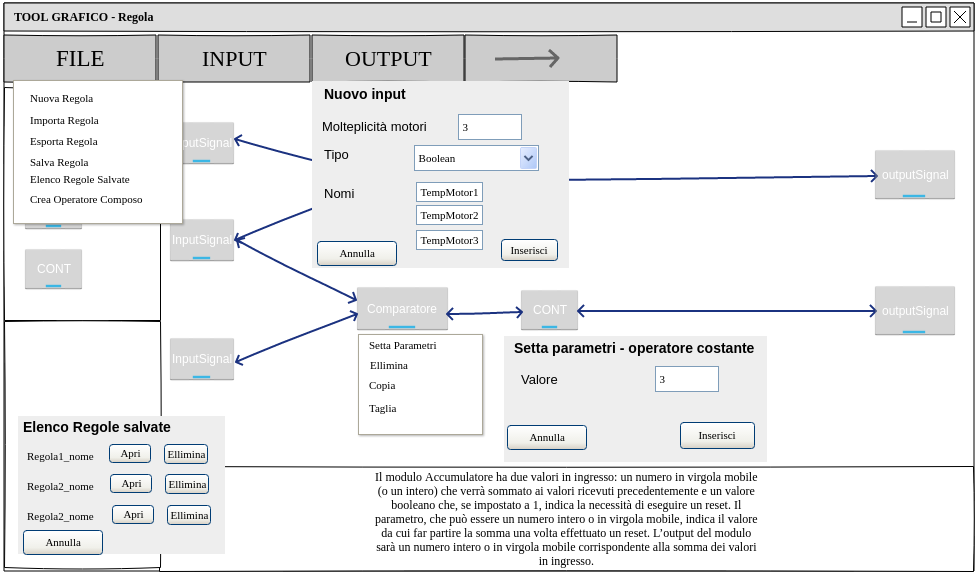 TOOL GRAFICO - Regola
FILE
INPUT
OUTPUT
Nuova Regola
Importa Regola
Esporta Regola
Salva Regola
Elenco Regole Salvate
Crea Operatore Composo
putSignal
InputSignal
InputSignal
CONT
Nuovo input
Molteplicità motori
3
Tipo
Boolean
Nomi
TempMotor1
TempMotor2
TempMotor3
Annulla
Inserisci
outputSignal
outputSignal
Comparatore
CONT
Setta Parametri
Ellimina
Copia
Taglia
Setta parametri - operatore costante
Valore
3
Annulla
Inserisci
Elenco Regole salvate
Regola1_nome
Apri
Ellimina
Regola2_nome
Apri
Ellimina
Regola2_nome
Apri
Ellimina
Annulla
Il modulo Accumulatore ha due valori in ingresso: un numero in virgola mobile
(o un intero) che verrà sommato ai valori ricevuti precedentemente e un valore
booleano che, se impostato a 1, indica la necessità di eseguire un reset. Il
parametro, che può essere un numero intero o in virgola mobile, indica il valore
da cui far partire la somma una volta effettuato un reset. L'output del modulo
sarà un numero intero o in virgola mobile corrispondente alla somma dei valori
in ingresso.